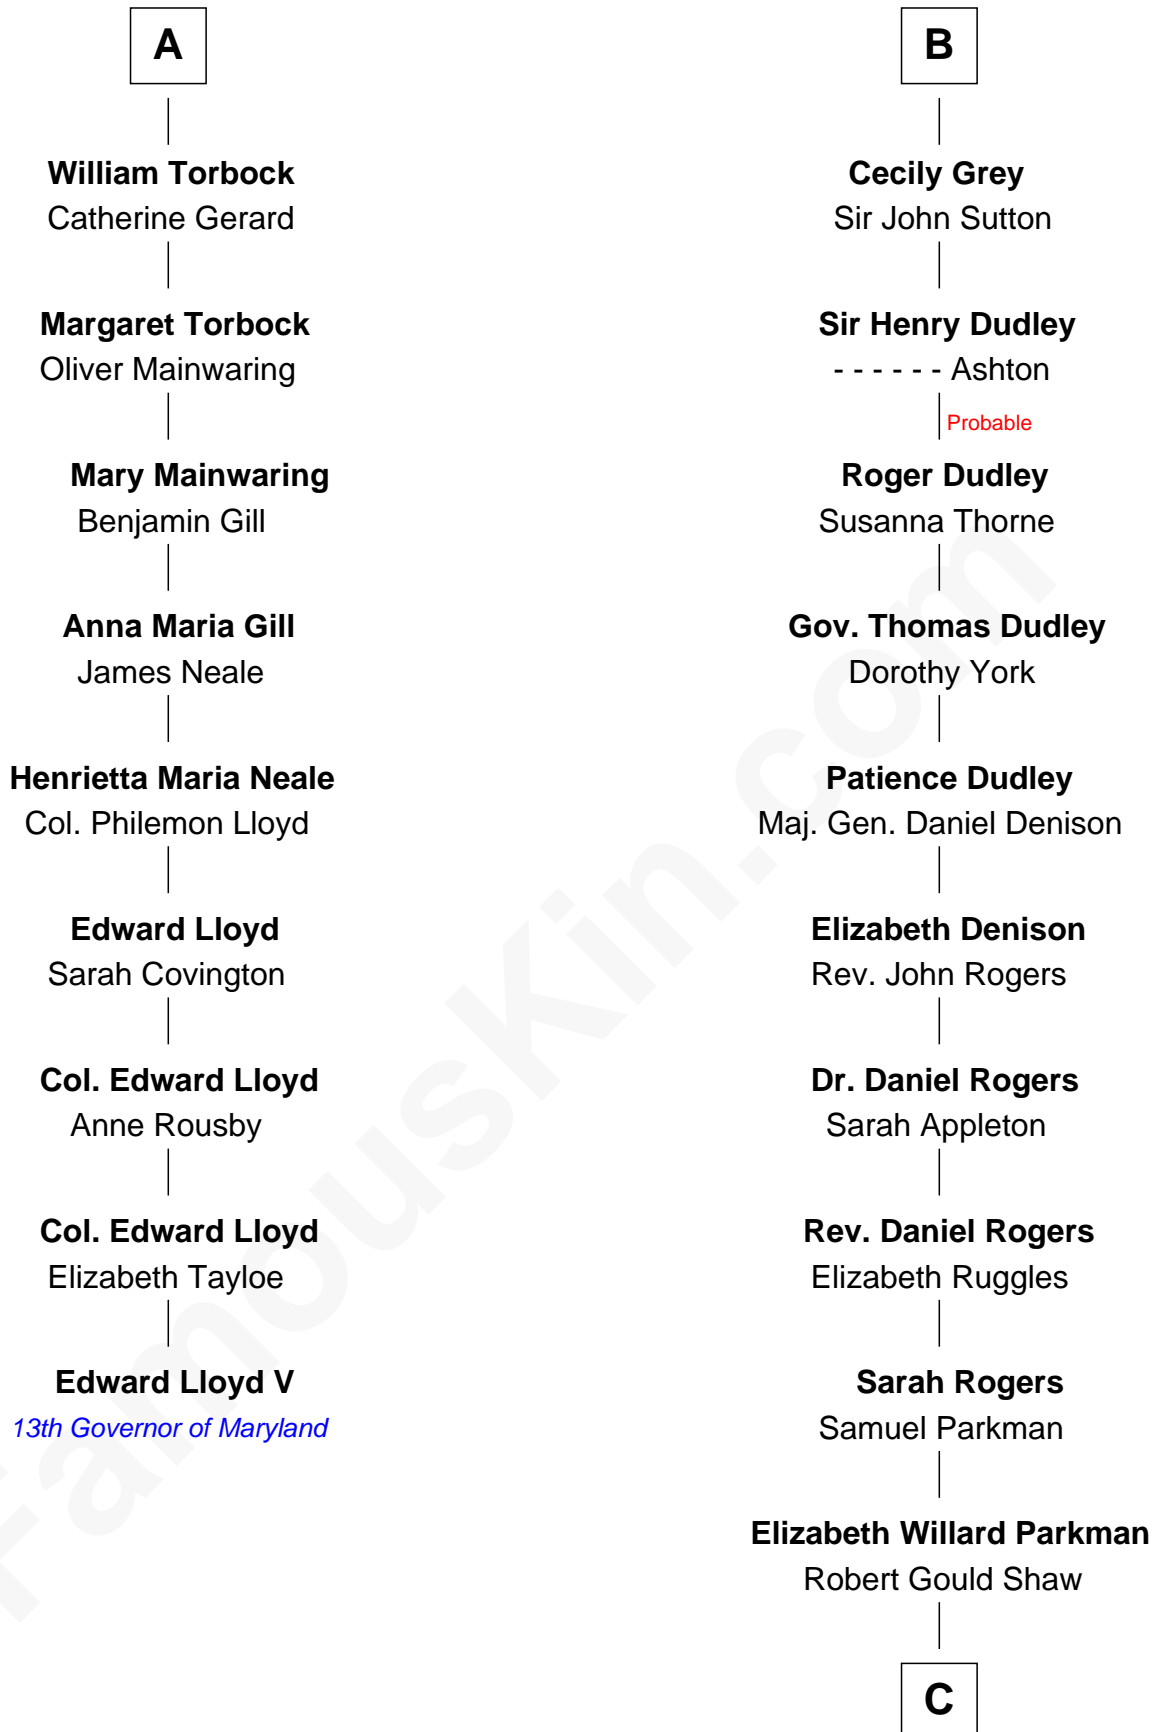 A
William Torbock
Catherine Gerard
Margaret Torbock
Oliver Mainwaring
Mary Mainwaring
Benjamin Gill
Anna Maria Gill
James Neale
Henrietta Maria Neale
Col. Philemon Lloyd
Edward Lloyd
Sarah Covington
Col. Edward Lloyd
Anne Rousby
Col. Edward Lloyd
Elizabeth Tayloe
Edward Lloyd V
13th Governor of Maryland
B
Cecily Grey
Sir John Sutton
Sir Henry Dudley
- - - - - - Ashton
Probable
Roger Dudley
Susanna Thorne
Gov. Thomas Dudley
Dorothy York
Patience Dudley
Maj. Gen. Daniel Denison
Elizabeth Denison
Rev. John Rogers
Dr. Daniel Rogers
Sarah Appleton
Rev. Daniel Rogers
Elizabeth Ruggles
Sarah Rogers
Samuel Parkman
Elizabeth Willard Parkman
Robert Gould Shaw
C
FamousKin.com